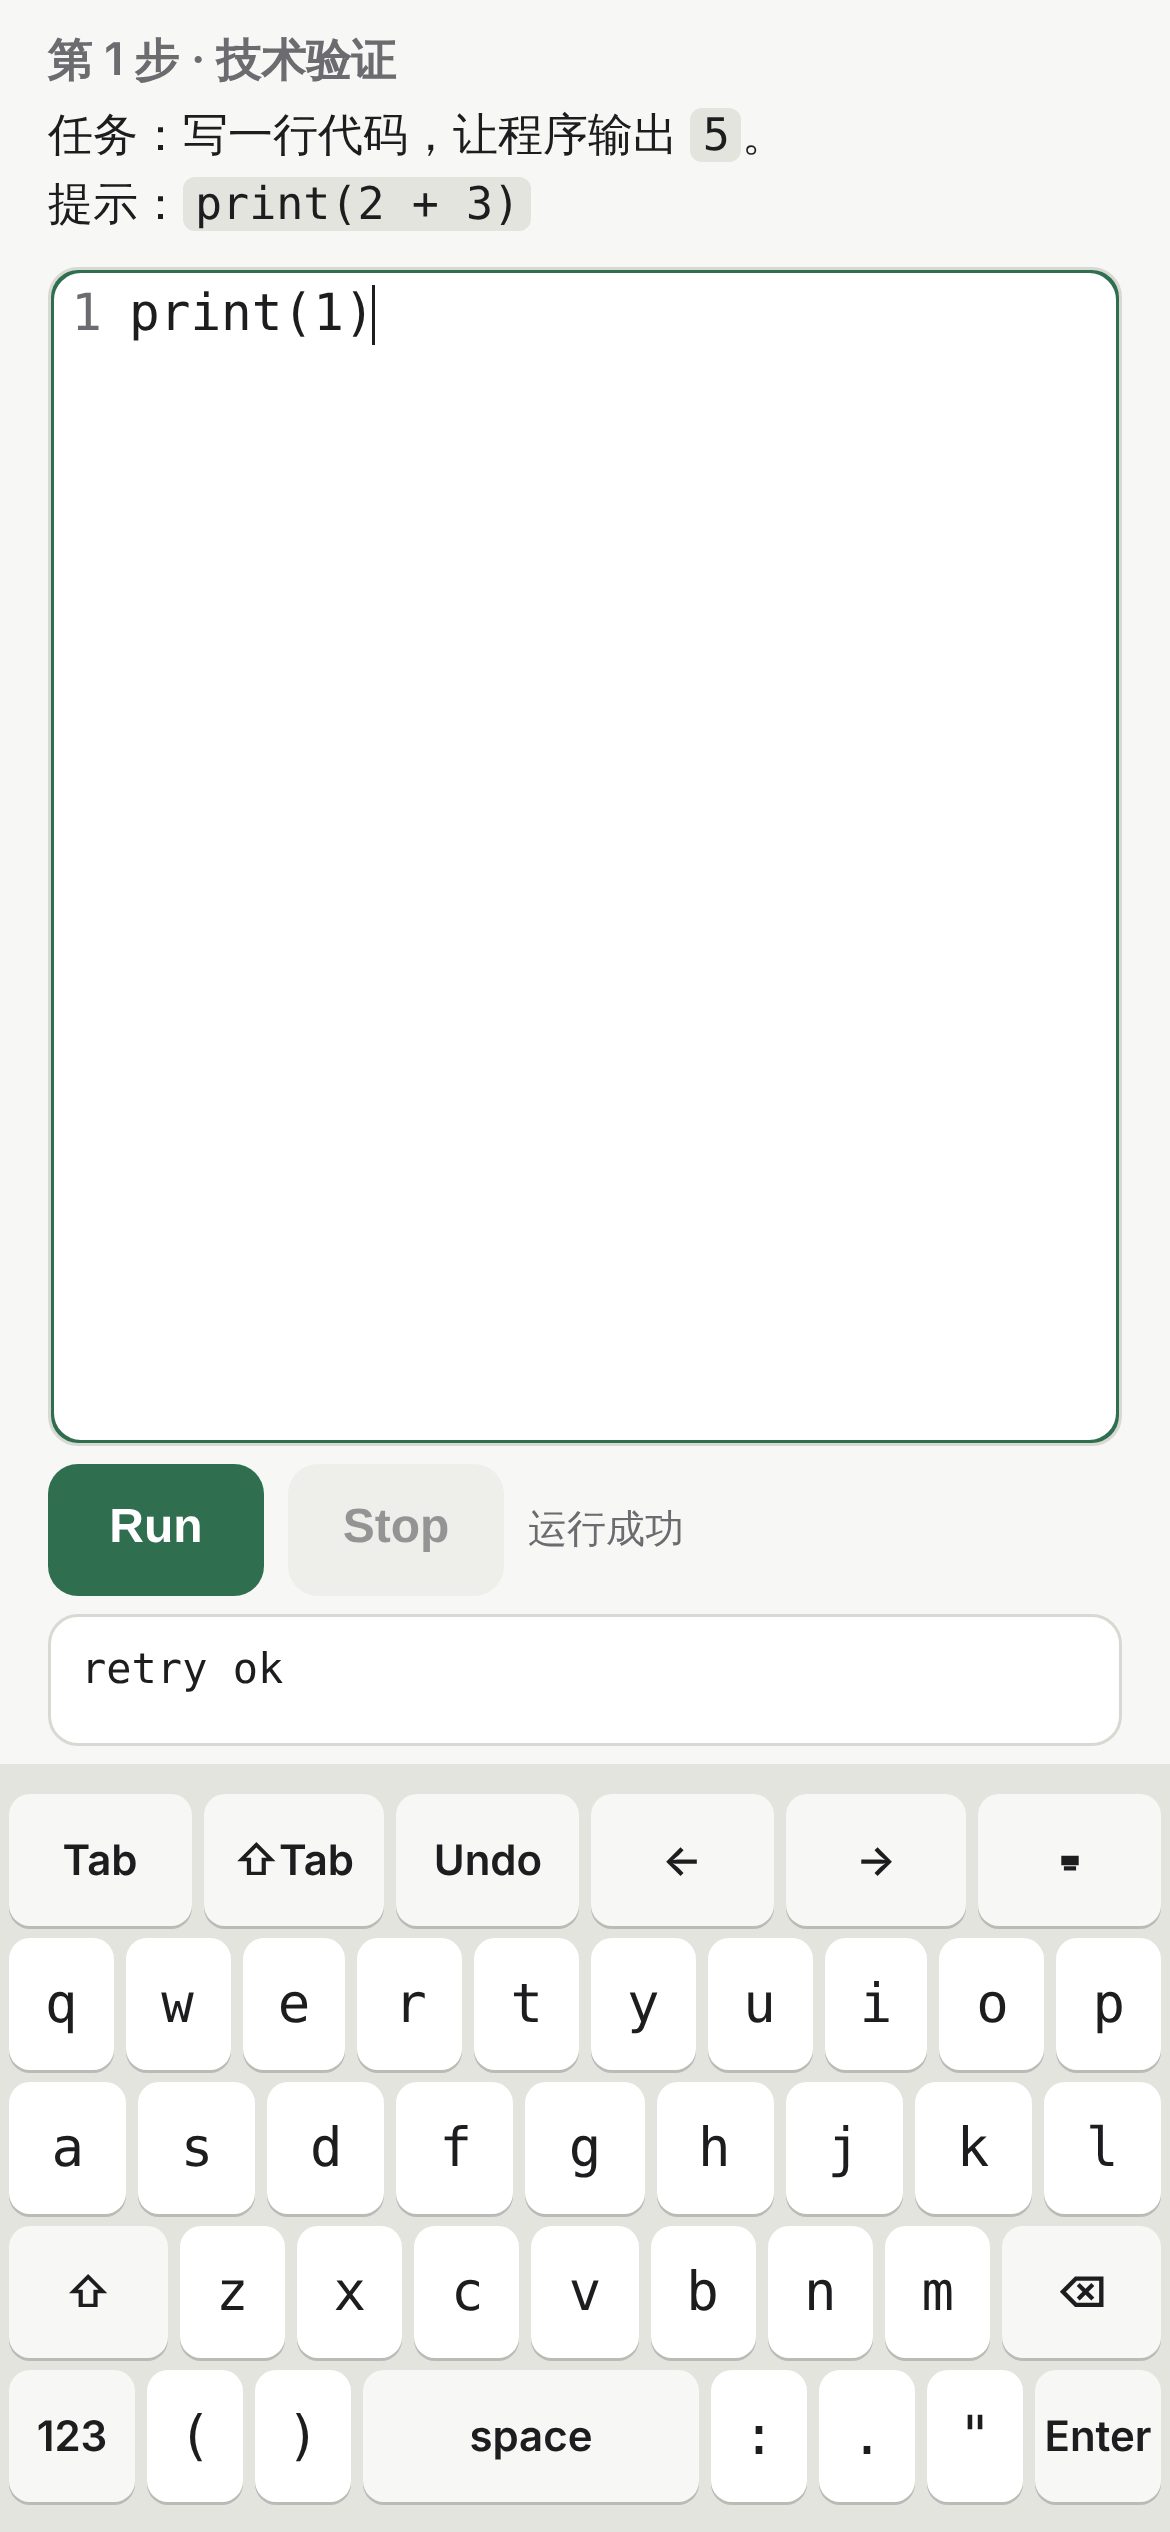 第 1 步 · 技术验证
任务：写一行代码，让程序输出 5。
提示：print(2 + 3)
1 print(1)
Run Stop 运行成功
retry ok
Tab ⇧Tab Undo ← →
q w e r t y u i o p
a s d f g h j k l
⇧ z x c v b n m ⌫
123 ( ) space : . " Enter